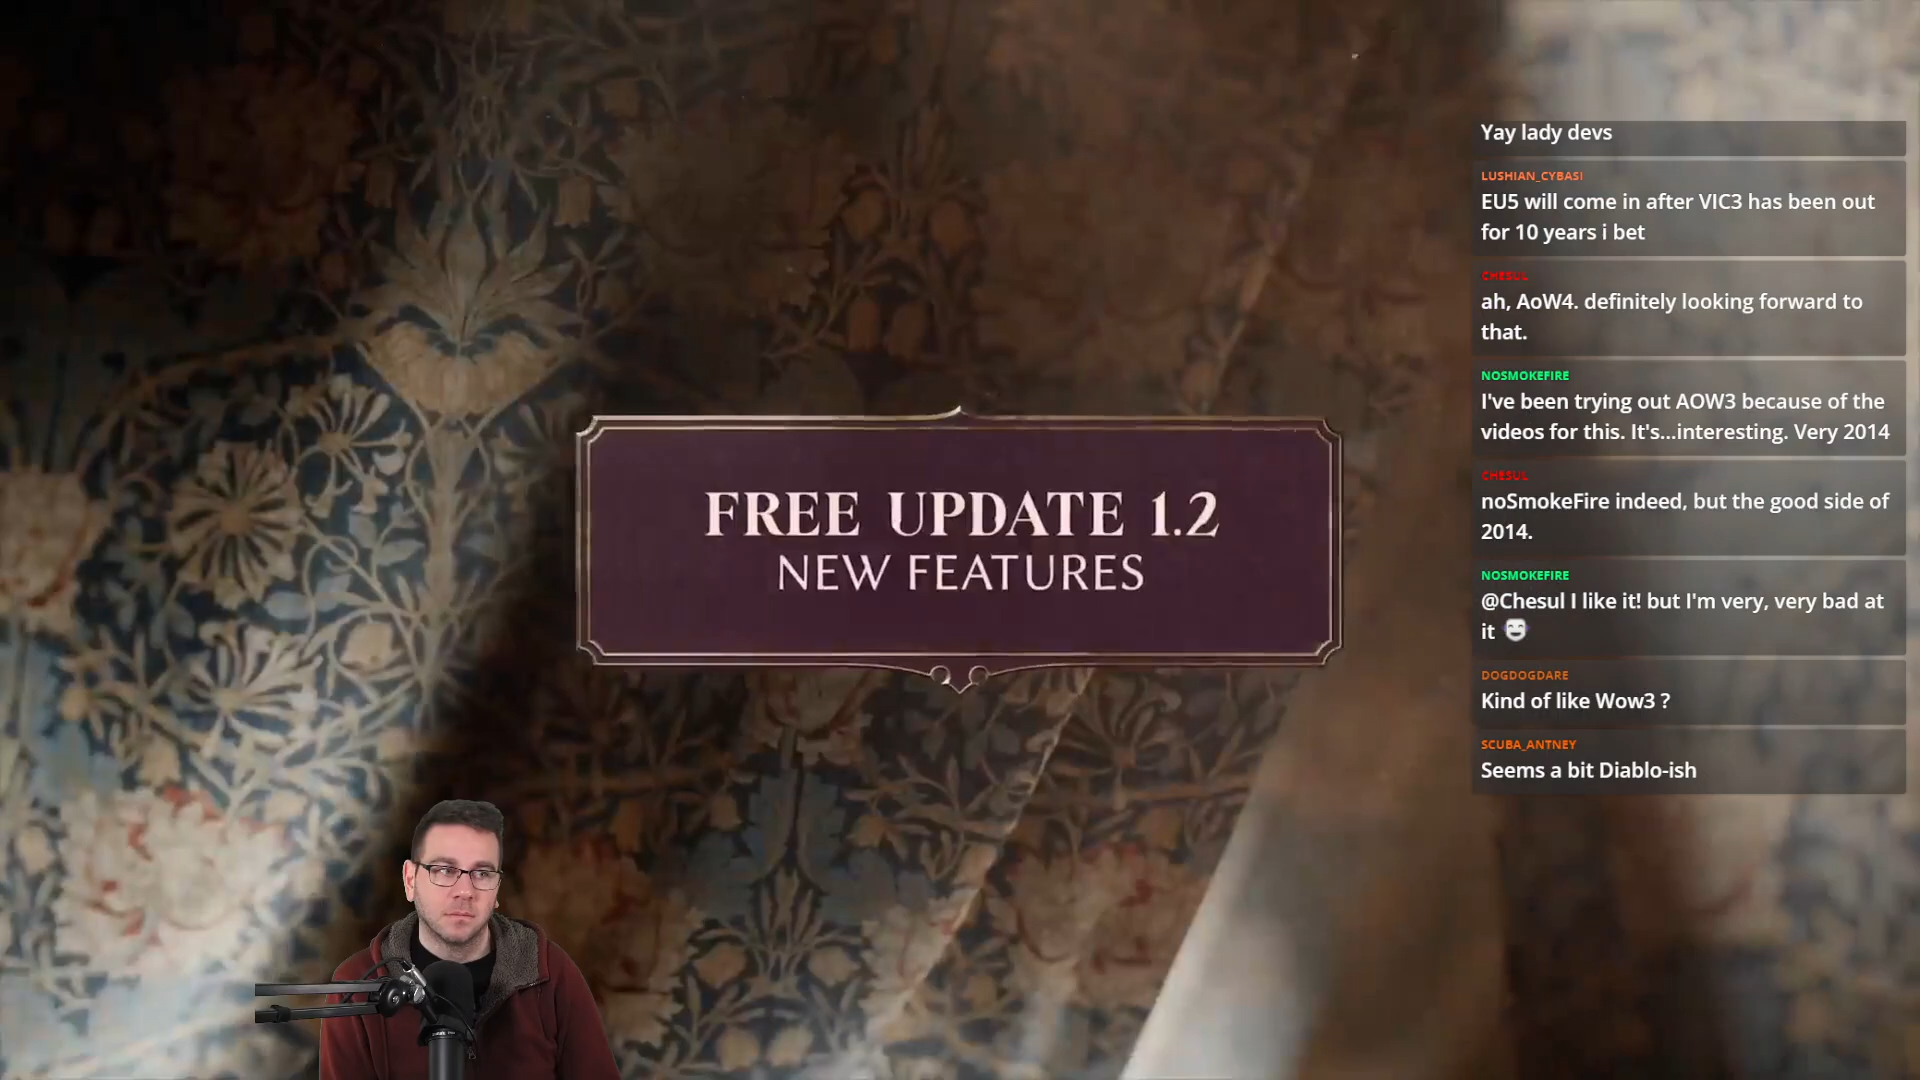 FREE UPDATE 1.2
NEW FEATURES
Yay lady devs
LUSHIAN_CYBASI
EU5 will come in after VIC3 has been out
for 10 years i bet
CHESUL
ah, AoW4. definitely looking forward to
that.
NOSMOKEFIRE
I've been trying out AOW3 because of the
videos for this. It's...interesting. Very 2014
CHESUL
noSmokeFire indeed, but the good side of
2014.
NOSMOKEFIRE
@Chesul I like it! but I'm very, very bad at
it
DOGDOGDARE
Kind of like Wow3 ?
SCUBA_ANTNEY
Seems a bit Diablo-ish